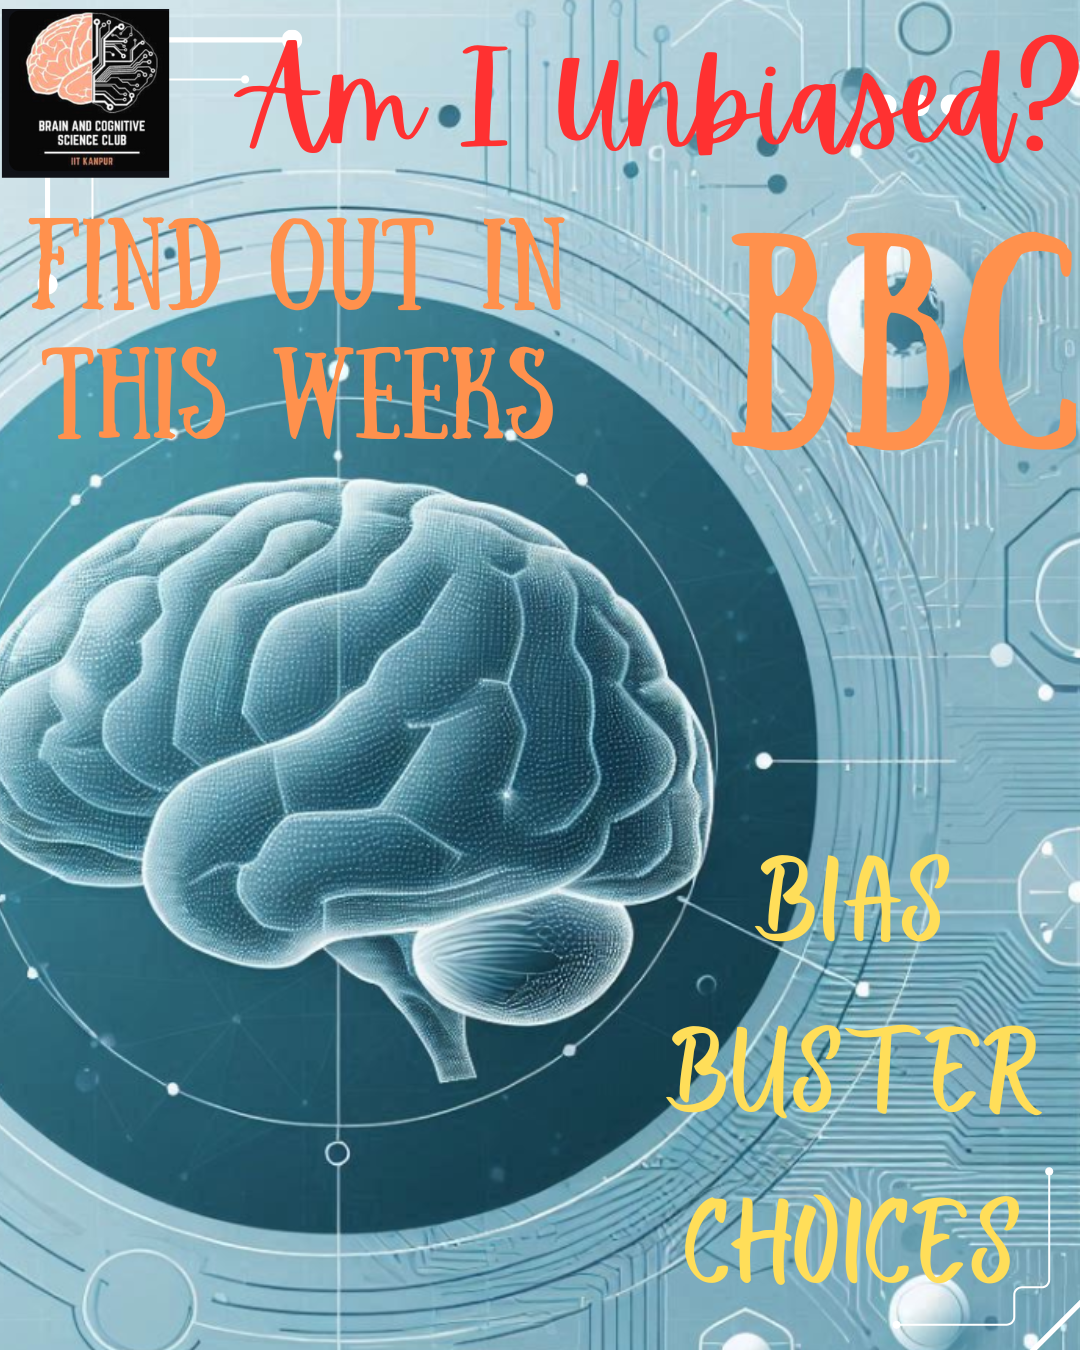 BRAIN AND COGNITIVE
SCIENCE CLUB
IIT KANPUR
Am I Unbiased?
FIND OUT IN
THIS WEEKS
BBC
BIAS
BUSTER
CHOICES